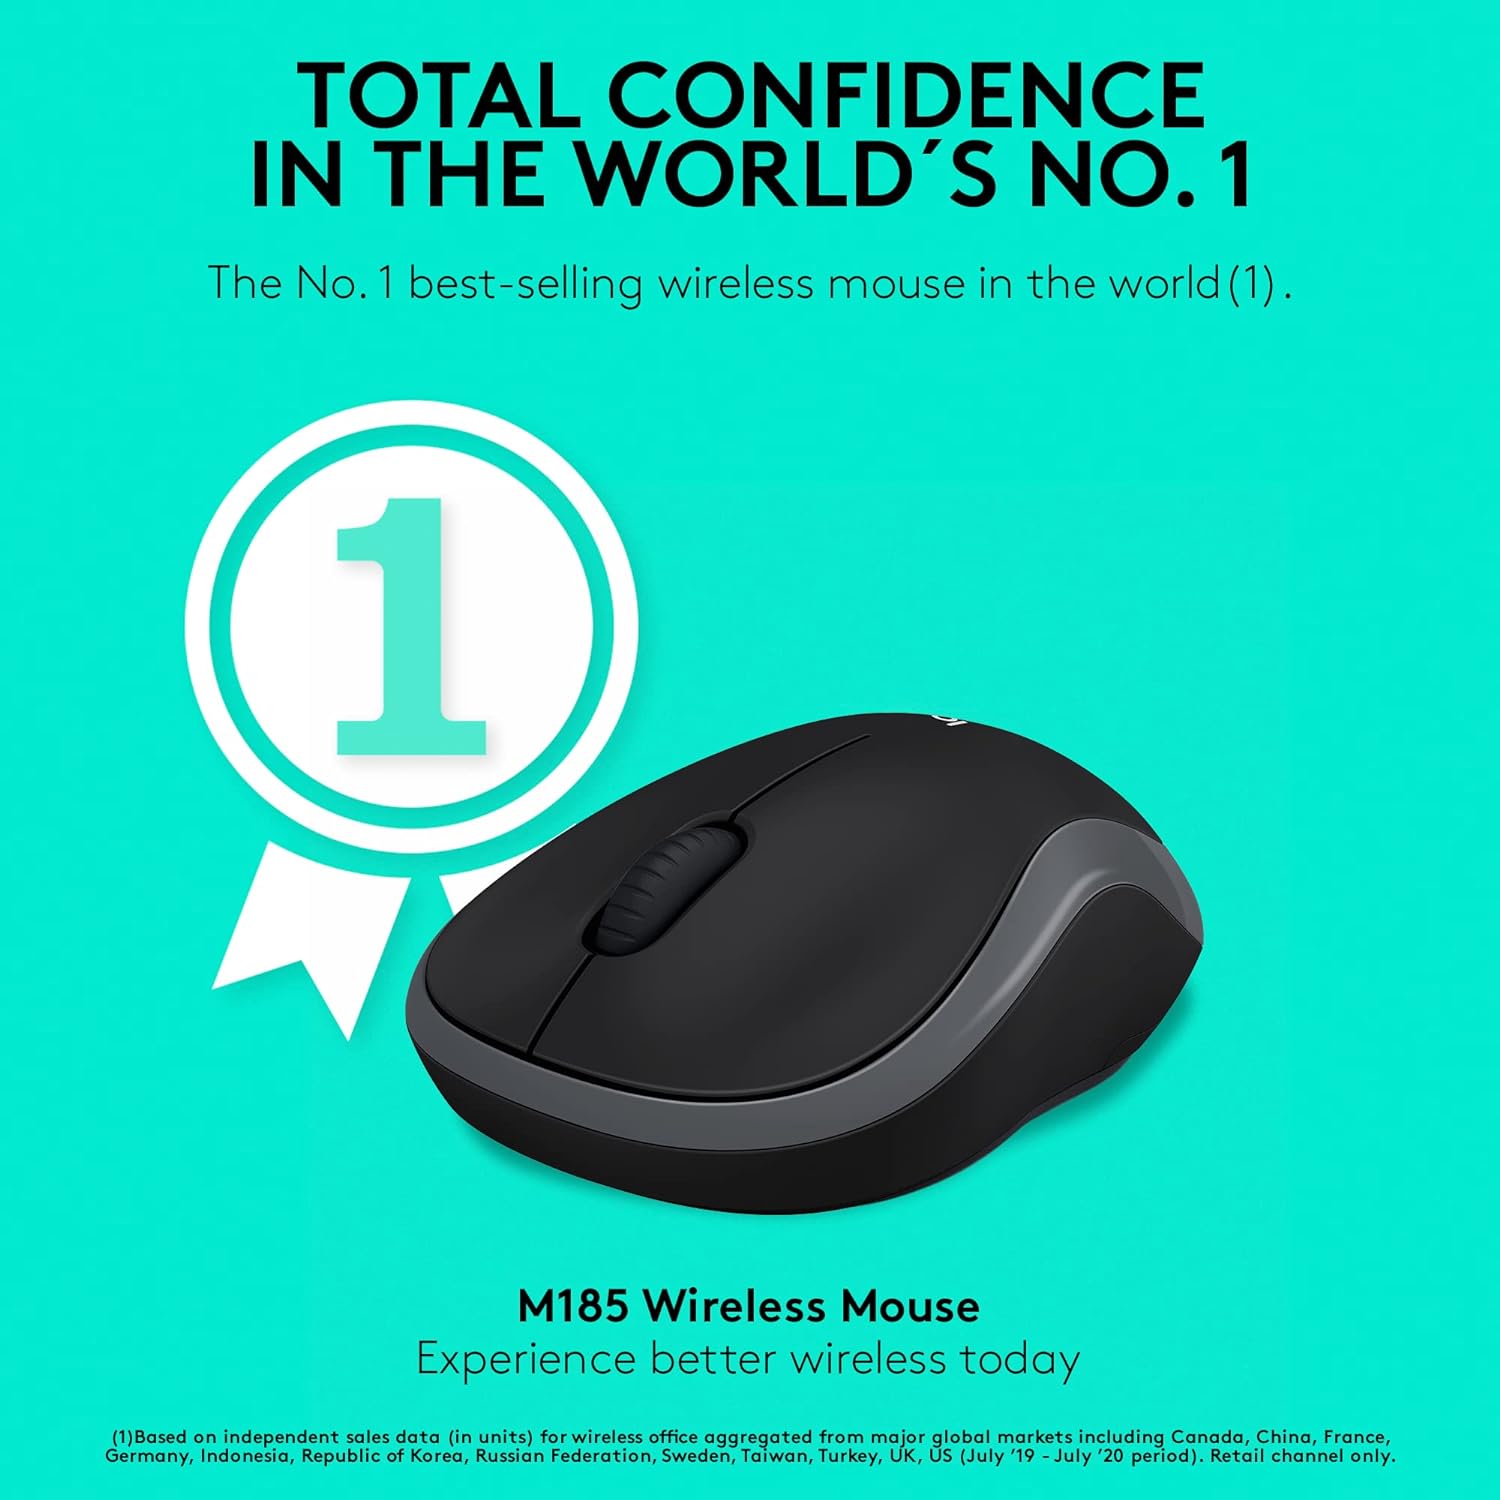 TOTAL CONFIDENCE
IN THE WORLD´S NO. 1
The No. 1 best-selling wireless mouse in the world(1).
1
M185 Wireless Mouse
Experience better wireless today
(1)Based on independent sales data (in units) for wireless office aggregated from major global markets including Canada, China, France,
Germany, Indonesia, Republic of Korea, Russian Federation, Sweden, Taiwan, Turkey, UK, US (July '19 - July '20 period). Retail channel only.